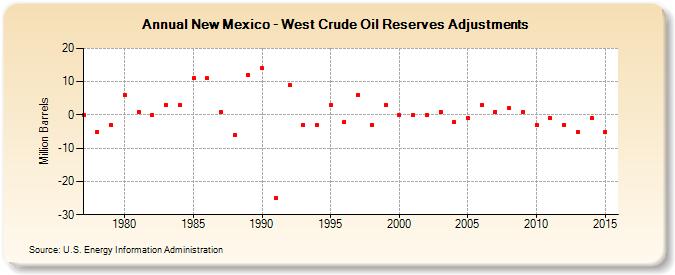 Annual New Mexico - West Crude Oil Reserves Adjustments
Million Barrels
20
10
0
-10
-20
-30
1980 1985 1990 1995 2000 2005 2010 2015
Source: U.S. Energy Information Administration